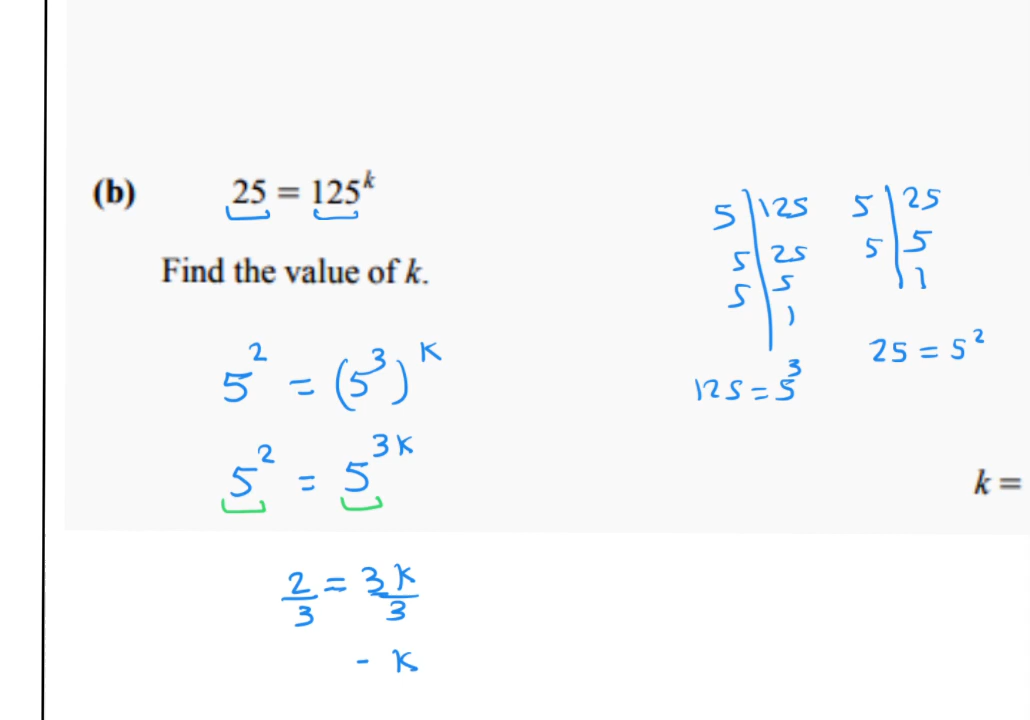 (b) 25 = 125^k
Find the value of k.
5^2 = (5^3)^K
5^2 = 5^3K
2/3 = 3K/3
- K
5 | 125
5 | 25
5 | 5
1
125 = 5^3
5 | 25
5 | 5
1
25 = 5^2
k =